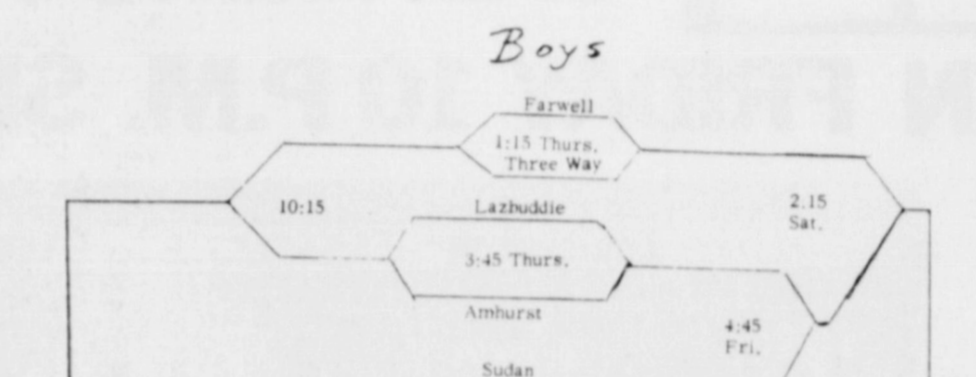 Boys
Farwell
1:15 Thurs.
Three Way
10:15
Lazbuddie
2.15
Sat.
3:45 Thurs.
Amhurst
4:45
Fri.
Sudan